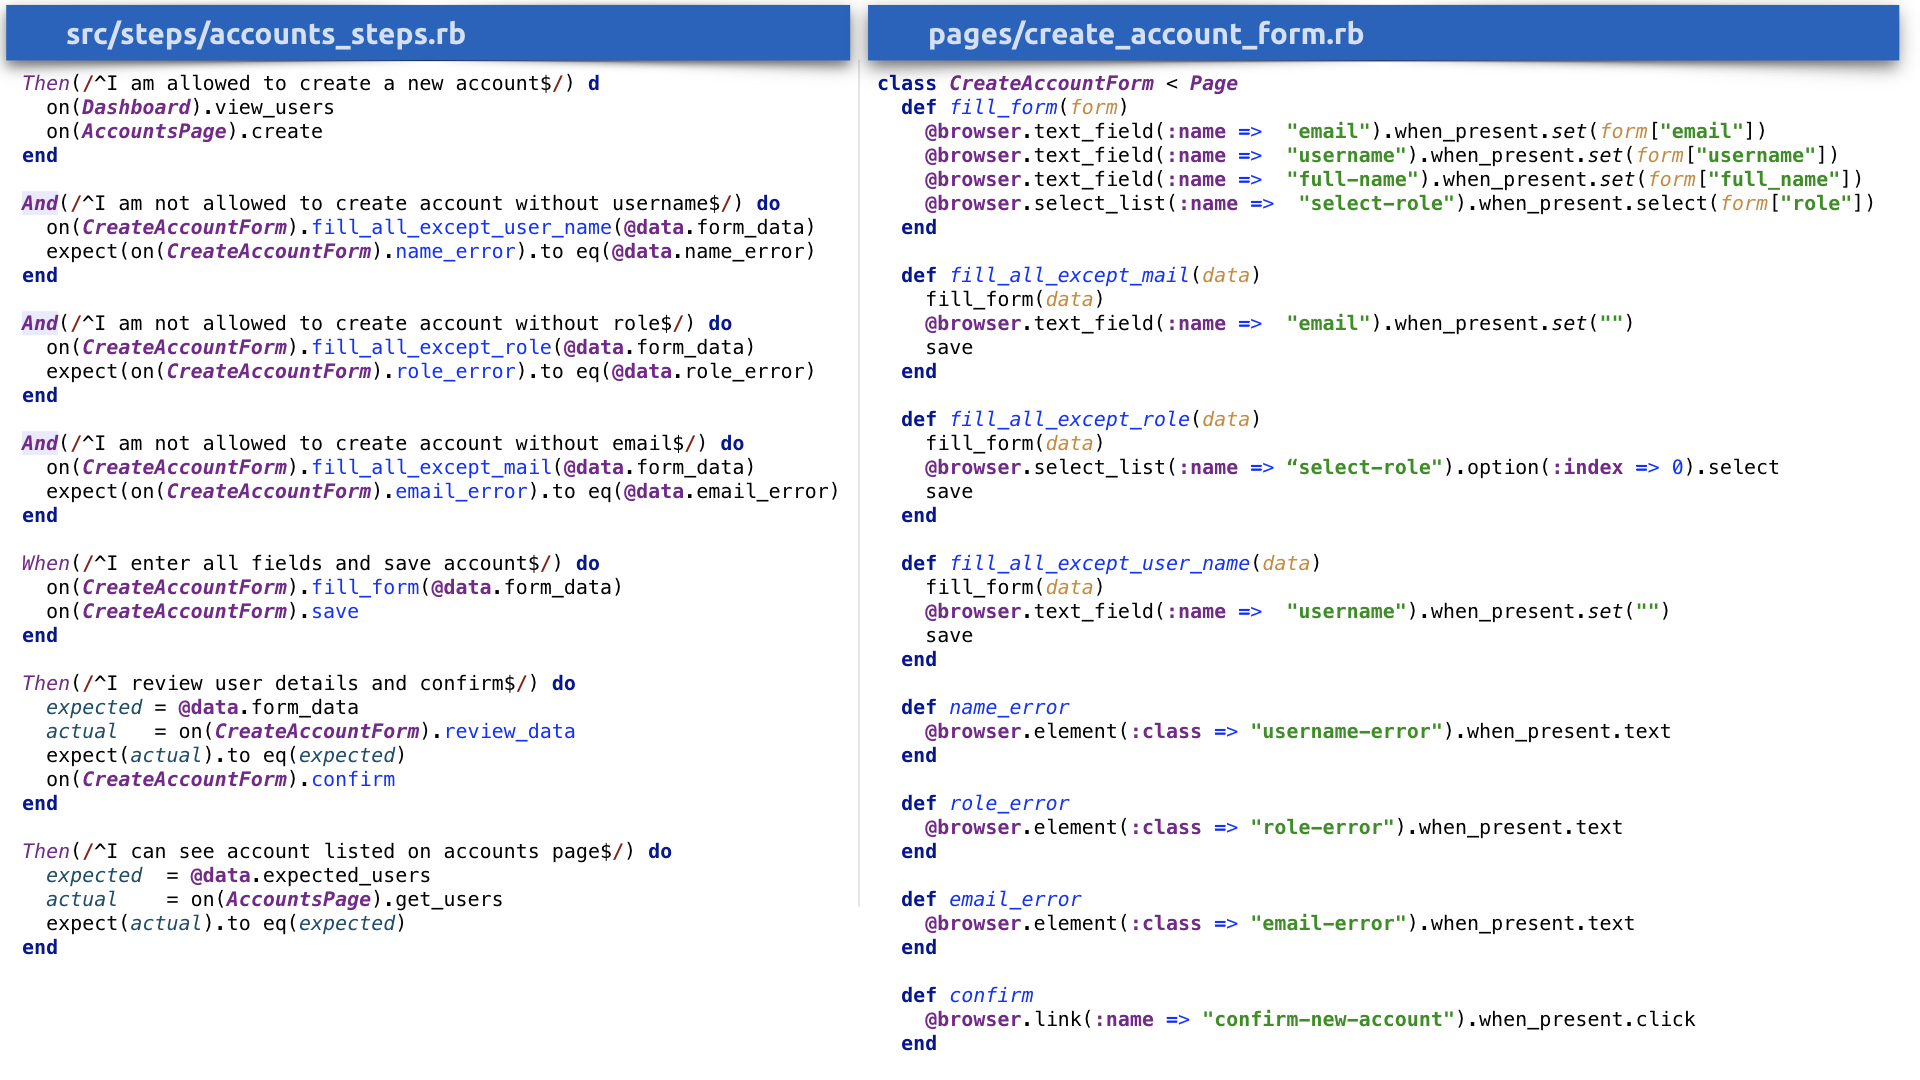 src/steps/accounts_steps.rb
Then(/^I am allowed to create a new account$/) d
  on(Dashboard).view_users
  on(AccountsPage).create
end

And(/^I am not allowed to create account without username$/) do
  on(CreateAccountForm).fill_all_except_user_name(@data.form_data)
  expect(on(CreateAccountForm).name_error).to eq(@data.name_error)
end

And(/^I am not allowed to create account without role$/) do
  on(CreateAccountForm).fill_all_except_role(@data.form_data)
  expect(on(CreateAccountForm).role_error).to eq(@data.role_error)
end

And(/^I am not allowed to create account without email$/) do
  on(CreateAccountForm).fill_all_except_mail(@data.form_data)
  expect(on(CreateAccountForm).email_error).to eq(@data.email_error)
end

When(/^I enter all fields and save account$/) do
  on(CreateAccountForm).fill_form(@data.form_data)
  on(CreateAccountForm).save
end

Then(/^I review user details and confirm$/) do
  expected = @data.form_data
  actual   = on(CreateAccountForm).review_data
  expect(actual).to eq(expected)
  on(CreateAccountForm).confirm
end

Then(/^I can see account listed on accounts page$/) do
  expected  = @data.expected_users
  actual    = on(AccountsPage).get_users
  expect(actual).to eq(expected)
end

pages/create_account_form.rb
class CreateAccountForm < Page
  def fill_form(form)
    @browser.text_field(:name =>  "email").when_present.set(form["email"])
    @browser.text_field(:name =>  "username").when_present.set(form["username"])
    @browser.text_field(:name =>  "full-name").when_present.set(form["full_name"])
    @browser.select_list(:name =>  "select-role").when_present.select(form["role"])
  end

  def fill_all_except_mail(data)
    fill_form(data)
    @browser.text_field(:name =>  "email").when_present.set("")
    save
  end

  def fill_all_except_role(data)
    fill_form(data)
    @browser.select_list(:name => “select-role").option(:index => 0).select
    save
  end

  def fill_all_except_user_name(data)
    fill_form(data)
    @browser.text_field(:name =>  "username").when_present.set("")
    save
  end

  def name_error
    @browser.element(:class => "username-error").when_present.text
  end

  def role_error
    @browser.element(:class => "role-error").when_present.text
  end

  def email_error
    @browser.element(:class => "email-error").when_present.text
  end

  def confirm
    @browser.link(:name => "confirm-new-account").when_present.click
  end